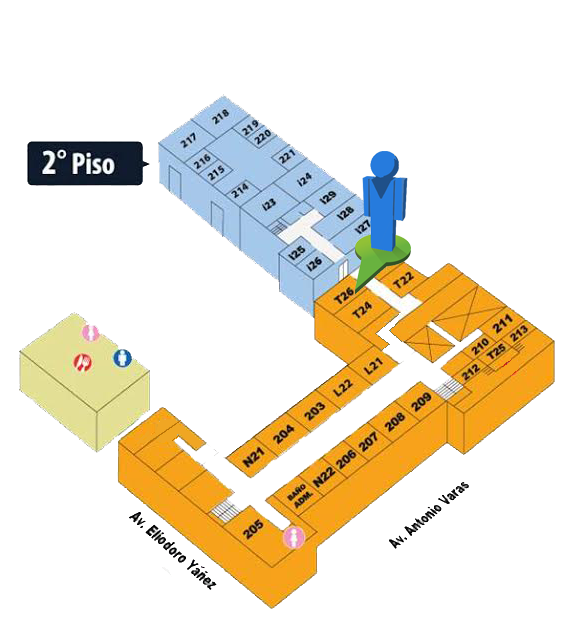 2° Piso
218
217
219
220
216
221
215
214
i24
i23
i29
i28
i27
i25
i26
T26
T22
T24
211
213
210
T25
212
L21
L22
203
209
204
208
N21
207
206
N22
BAÑO
ADM.
205
Av. Eliodoro Yáñez
Av. Antonio Varas